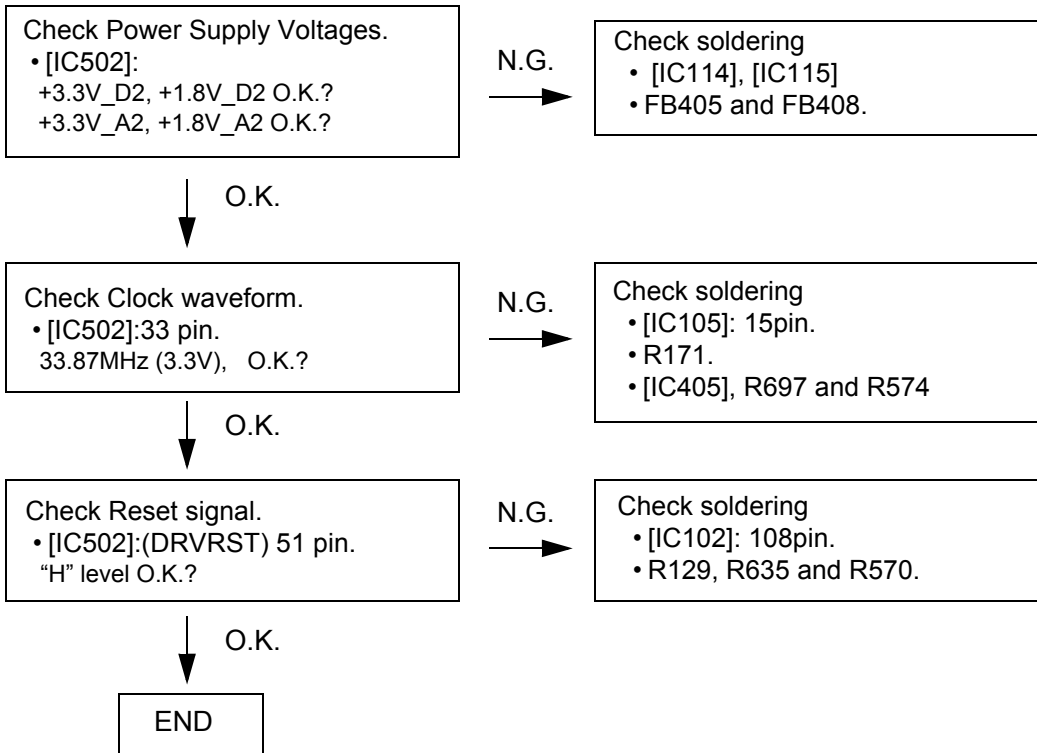 Check Power Supply Voltages.
• [IC502]:
+3.3V_D2, +1.8V_D2 O.K.?
+3.3V_A2, +1.8V_A2 O.K.?
N.G.
Check soldering
• [IC114], [IC115]
• FB405 and FB408.
O.K.
Check Clock waveform.
• [IC502]:33 pin.
33.87MHz (3.3V), O.K.?
N.G.
Check soldering
• [IC105]: 15pin.
• R171.
• [IC405], R697 and R574
O.K.
Check Reset signal.
• [IC502]:(DRVRST) 51 pin.
“H” level O.K.?
N.G.
Check soldering
• [IC102]: 108pin.
• R129, R635 and R570.
O.K.
END